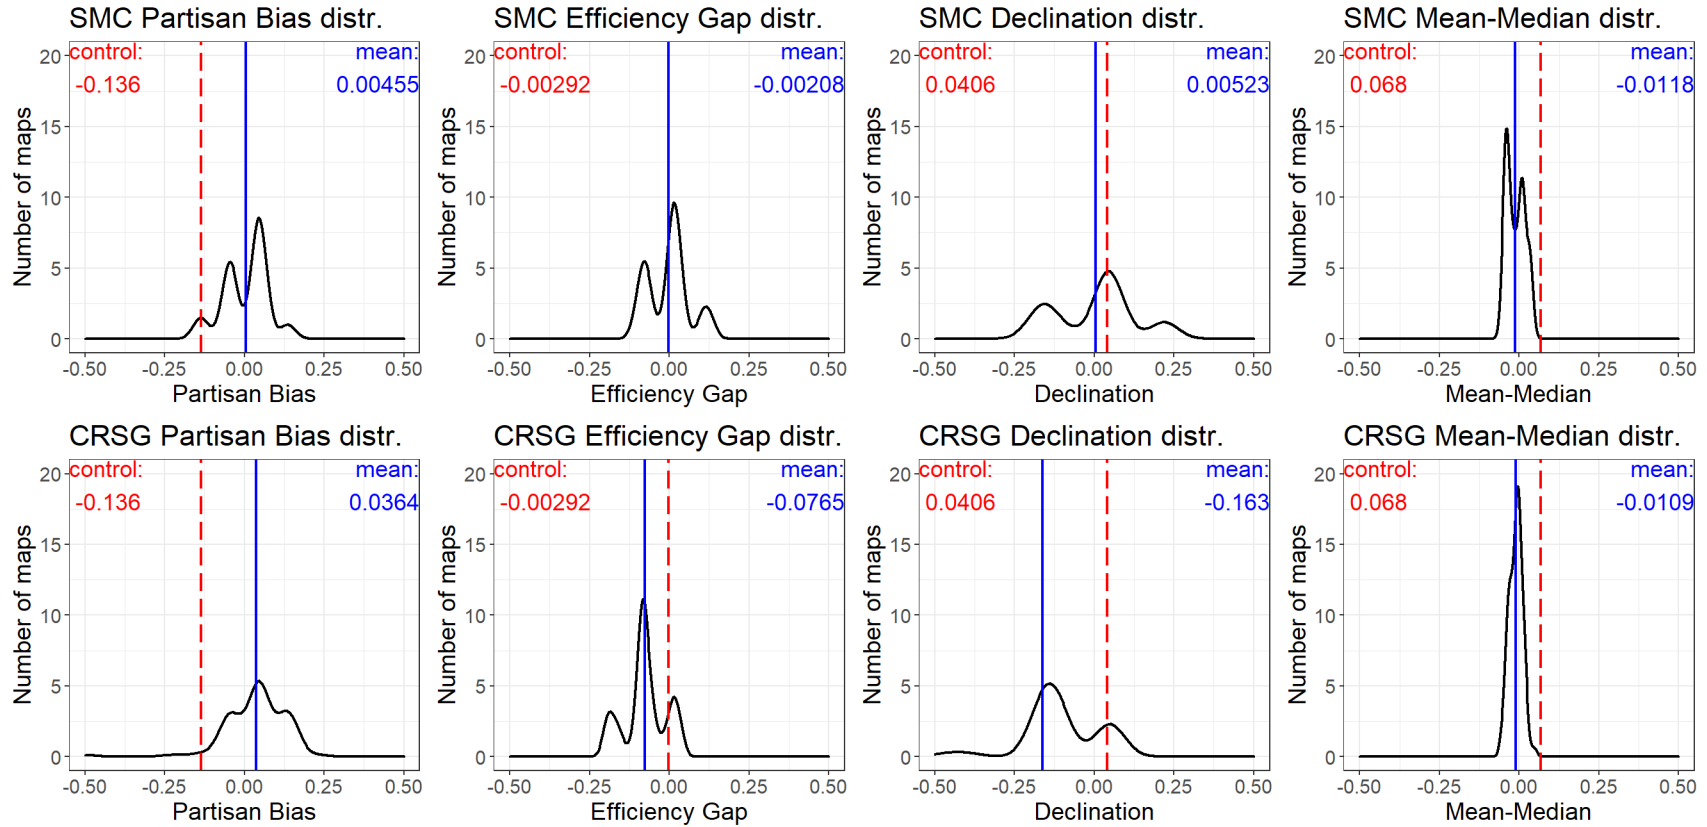 SMC Partisan Bias distr.
control:
-0.136
mean:
0.00455
20
15
10
5
0
Number of maps
-0.50
-0.25
0.00
0.25
0.50
Partisan Bias
SMC Efficiency Gap distr.
control:
-0.00292
mean:
-0.00208
20
15
10
5
0
Number of maps
-0.50
-0.25
0.00
0.25
0.50
Efficiency Gap
SMC Declination distr.
control:
0.0406
mean:
0.00523
20
15
10
5
0
Number of maps
-0.50
-0.25
0.00
0.25
0.50
Declination
SMC Mean-Median distr.
control:
0.068
mean:
-0.0118
20
15
10
5
0
Number of maps
-0.50
-0.25
0.00
0.25
0.50
Mean-Median
CRSG Partisan Bias distr.
control:
-0.136
mean:
0.0364
20
15
10
5
0
Number of maps
-0.50
-0.25
0.00
0.25
0.50
Partisan Bias
CRSG Efficiency Gap distr.
control:
-0.00292
mean:
-0.0765
20
15
10
5
0
Number of maps
-0.50
-0.25
0.00
0.25
0.50
Efficiency Gap
CRSG Declination distr.
control:
0.0406
mean:
-0.163
20
15
10
5
0
Number of maps
-0.50
-0.25
0.00
0.25
0.50
Declination
CRSG Mean-Median distr.
control:
0.068
mean:
-0.0109
20
15
10
5
0
Number of maps
-0.50
-0.25
0.00
0.25
0.50
Mean-Median